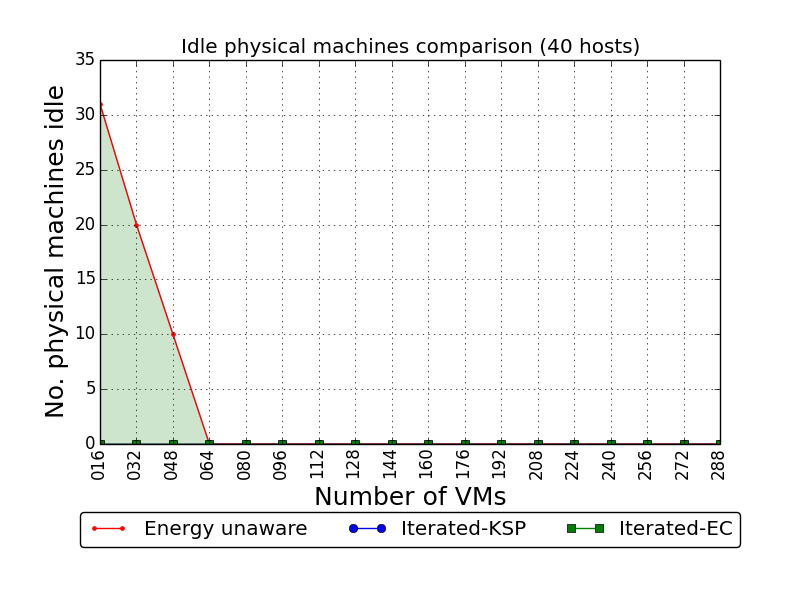 Idle physical machines comparison (40 hosts)
No. physical machines idle
35
30
25
20
15
10
5
0
016 032 048 064 080 096 112 128 144 160 176 192 208 224 240 256 272 288
Number of VMs
Energy unaware Iterated-KSP Iterated-EC